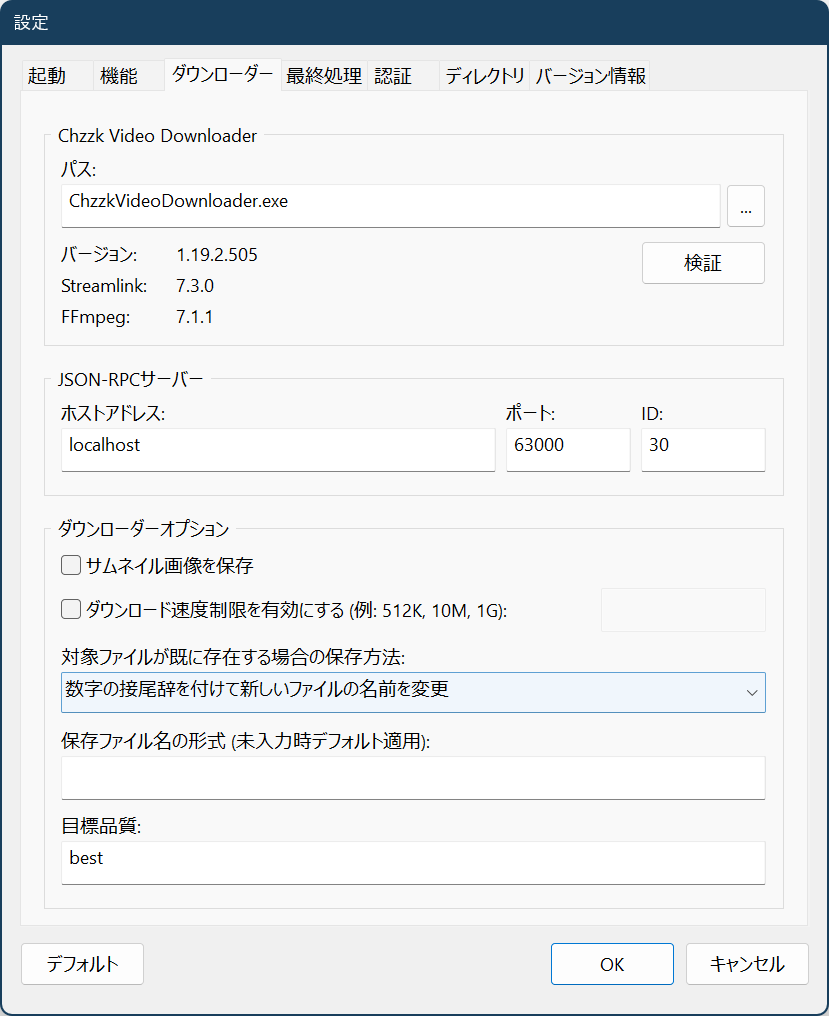 設定
起動 機能 ダウンローダー 最終処理 認証 ディレクトリ バージョン情報
Chzzk Video Downloader
パス:
ChzzkVideoDownloader.exe ...
バージョン: 1.19.2.505 検証
Streamlink: 7.3.0
FFmpeg: 7.1.1
JSON-RPCサーバー
ホストアドレス: ポート: ID:
localhost 63000 30
ダウンローダーオプション
サムネイル画像を保存
ダウンロード速度制限を有効にする (例: 512K, 10M, 1G):
対象ファイルが既に存在する場合の保存方法:
数字の接尾辞を付けて新しいファイルの名前を変更
保存ファイル名の形式 (未入力時デフォルト適用):
目標品質:
best
デフォルト OK キャンセル